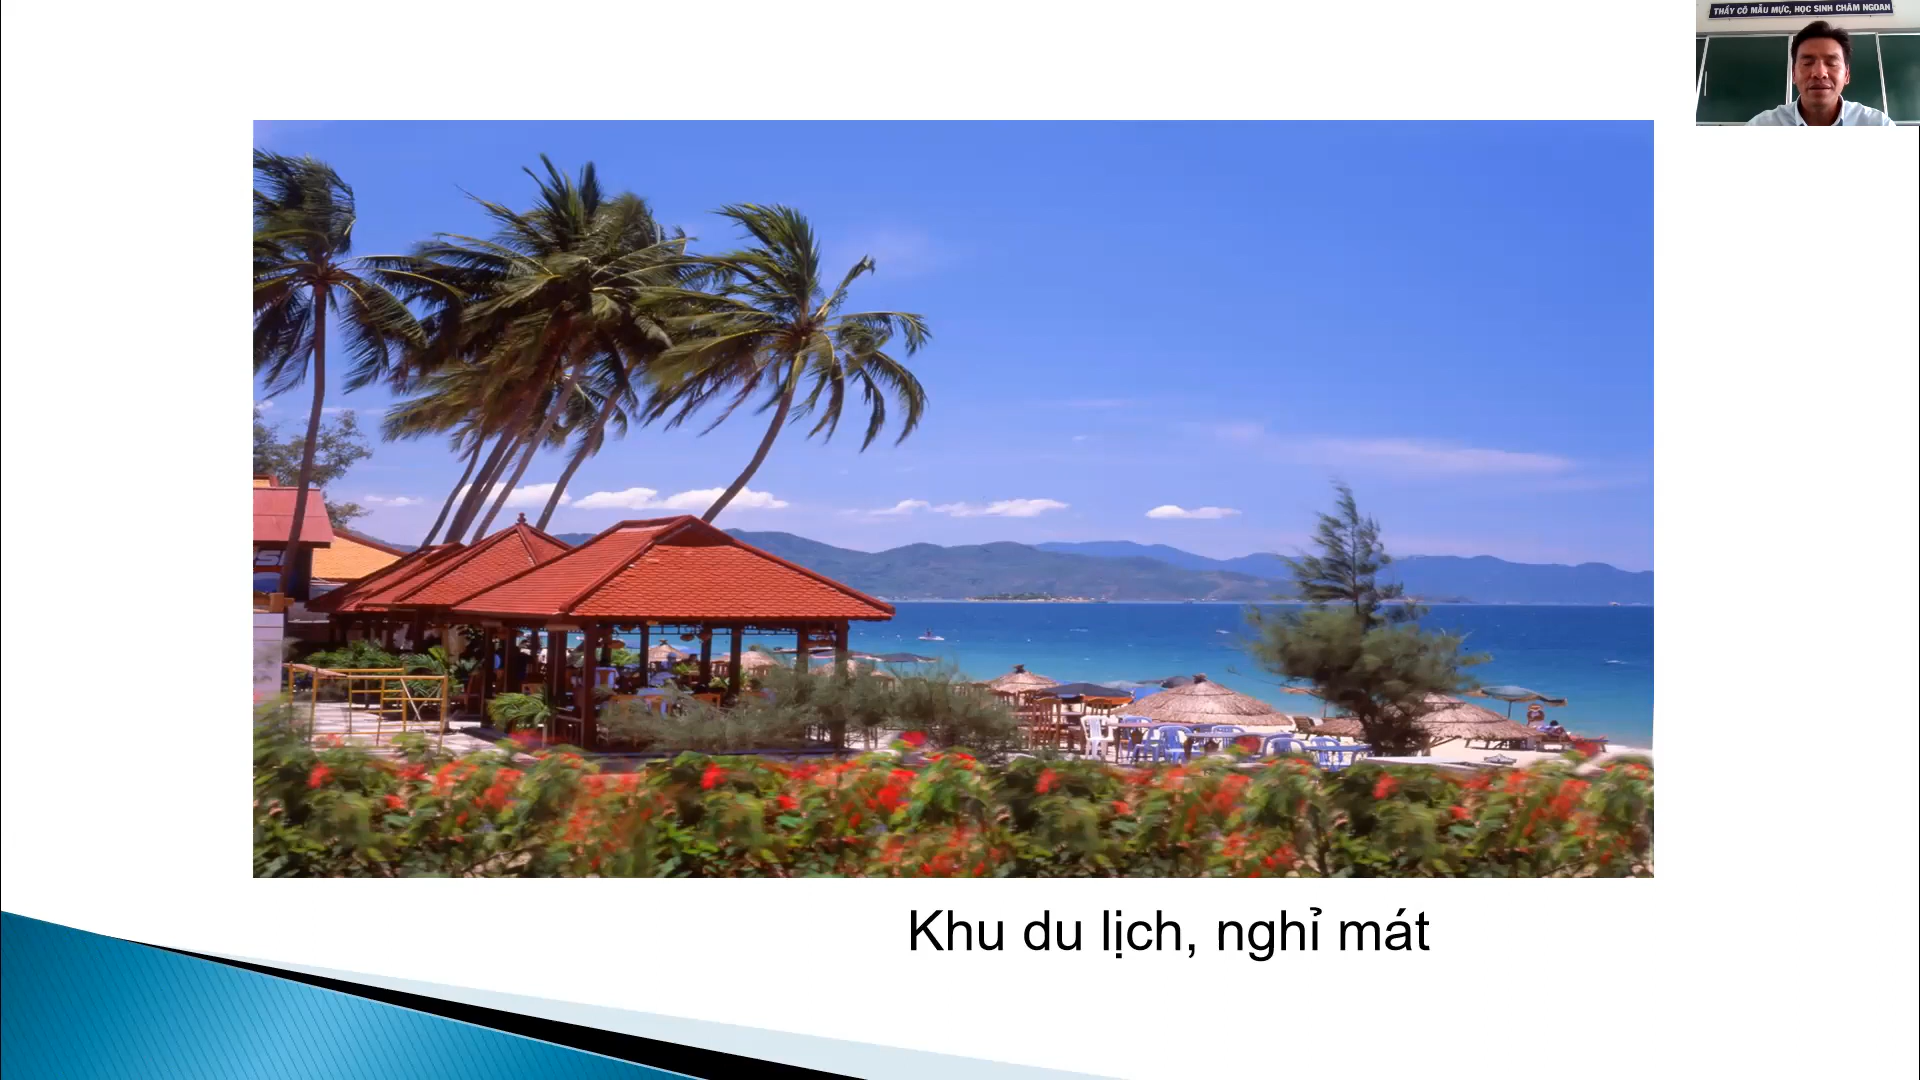 THẦY CÔ MẪU MỰC, HỌC SINH CHĂM NGOAN
Khu du lịch, nghỉ mát